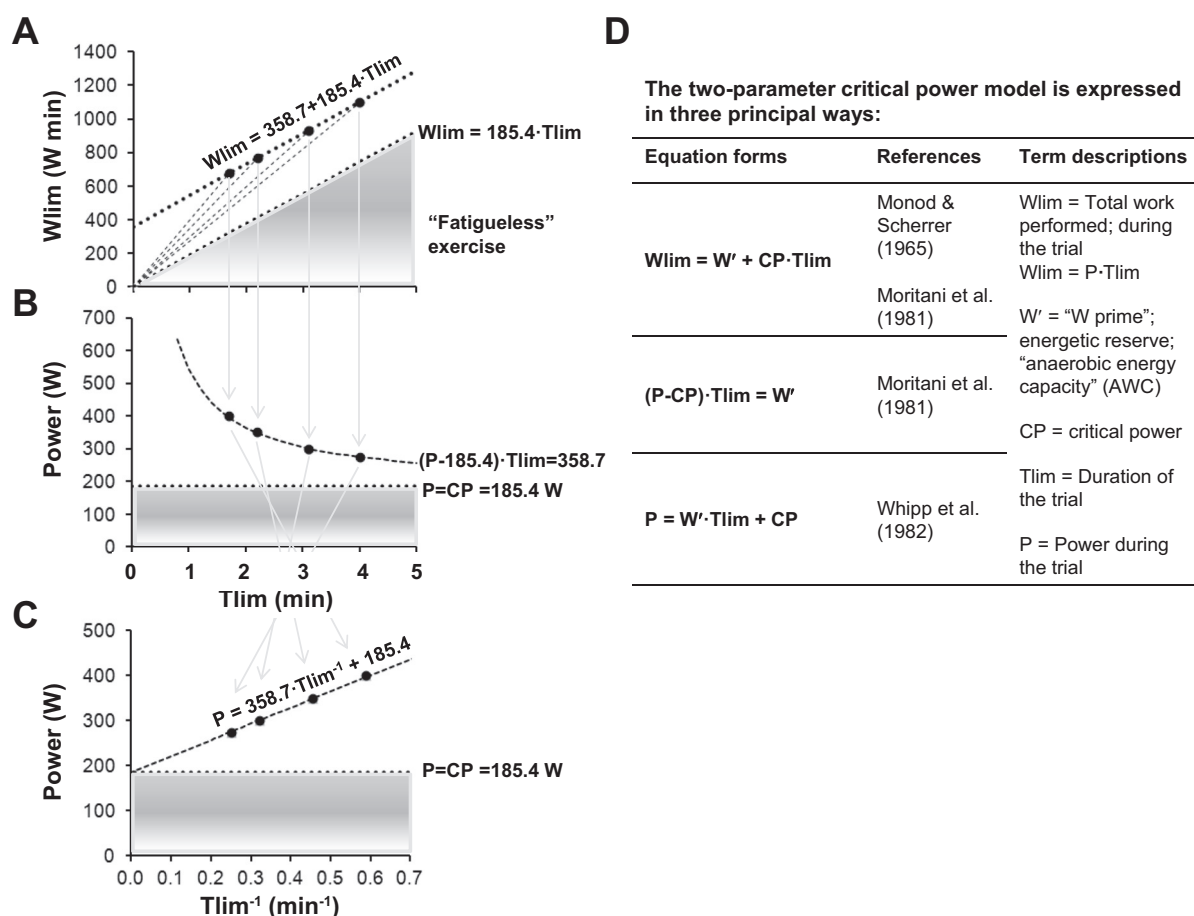 A
1400
1200
1000
800
600
400
200
0
Wlim (W min)
Wlim = 358.7+185.4·Tlim
Wlim = 185.4·Tlim
“Fatigueless”
exercise
B
700
600
500
400
300
200
100
0
Power (W)
(P-185.4)·Tlim=358.7
P=CP =185.4 W
0 1 2 3 4 5
Tlim (min)
C
500
400
300
200
100
0
Power (W)
P = 358.7·Tlim⁻¹ + 185.4
P=CP =185.4 W
0.0 0.1 0.2 0.3 0.4 0.5 0.6 0.7
Tlim⁻¹ (min⁻¹)
D
The two-parameter critical power model is expressed
in three principal ways:
Equation forms References Term descriptions
Wlim = W′ + CP·Tlim
Monod &
Scherrer
(1965)
Moritani et al.
(1981)
(P-CP)·Tlim = W′
Moritani et al.
(1981)
P = W′·Tlim + CP
Whipp et al.
(1982)
Wlim = Total work
performed; during
the trial
Wlim = P·Tlim
W′ = “W prime”;
energetic reserve;
“anaerobic energy
capacity” (AWC)
CP = critical power
Tlim = Duration of
the trial
P = Power during
the trial